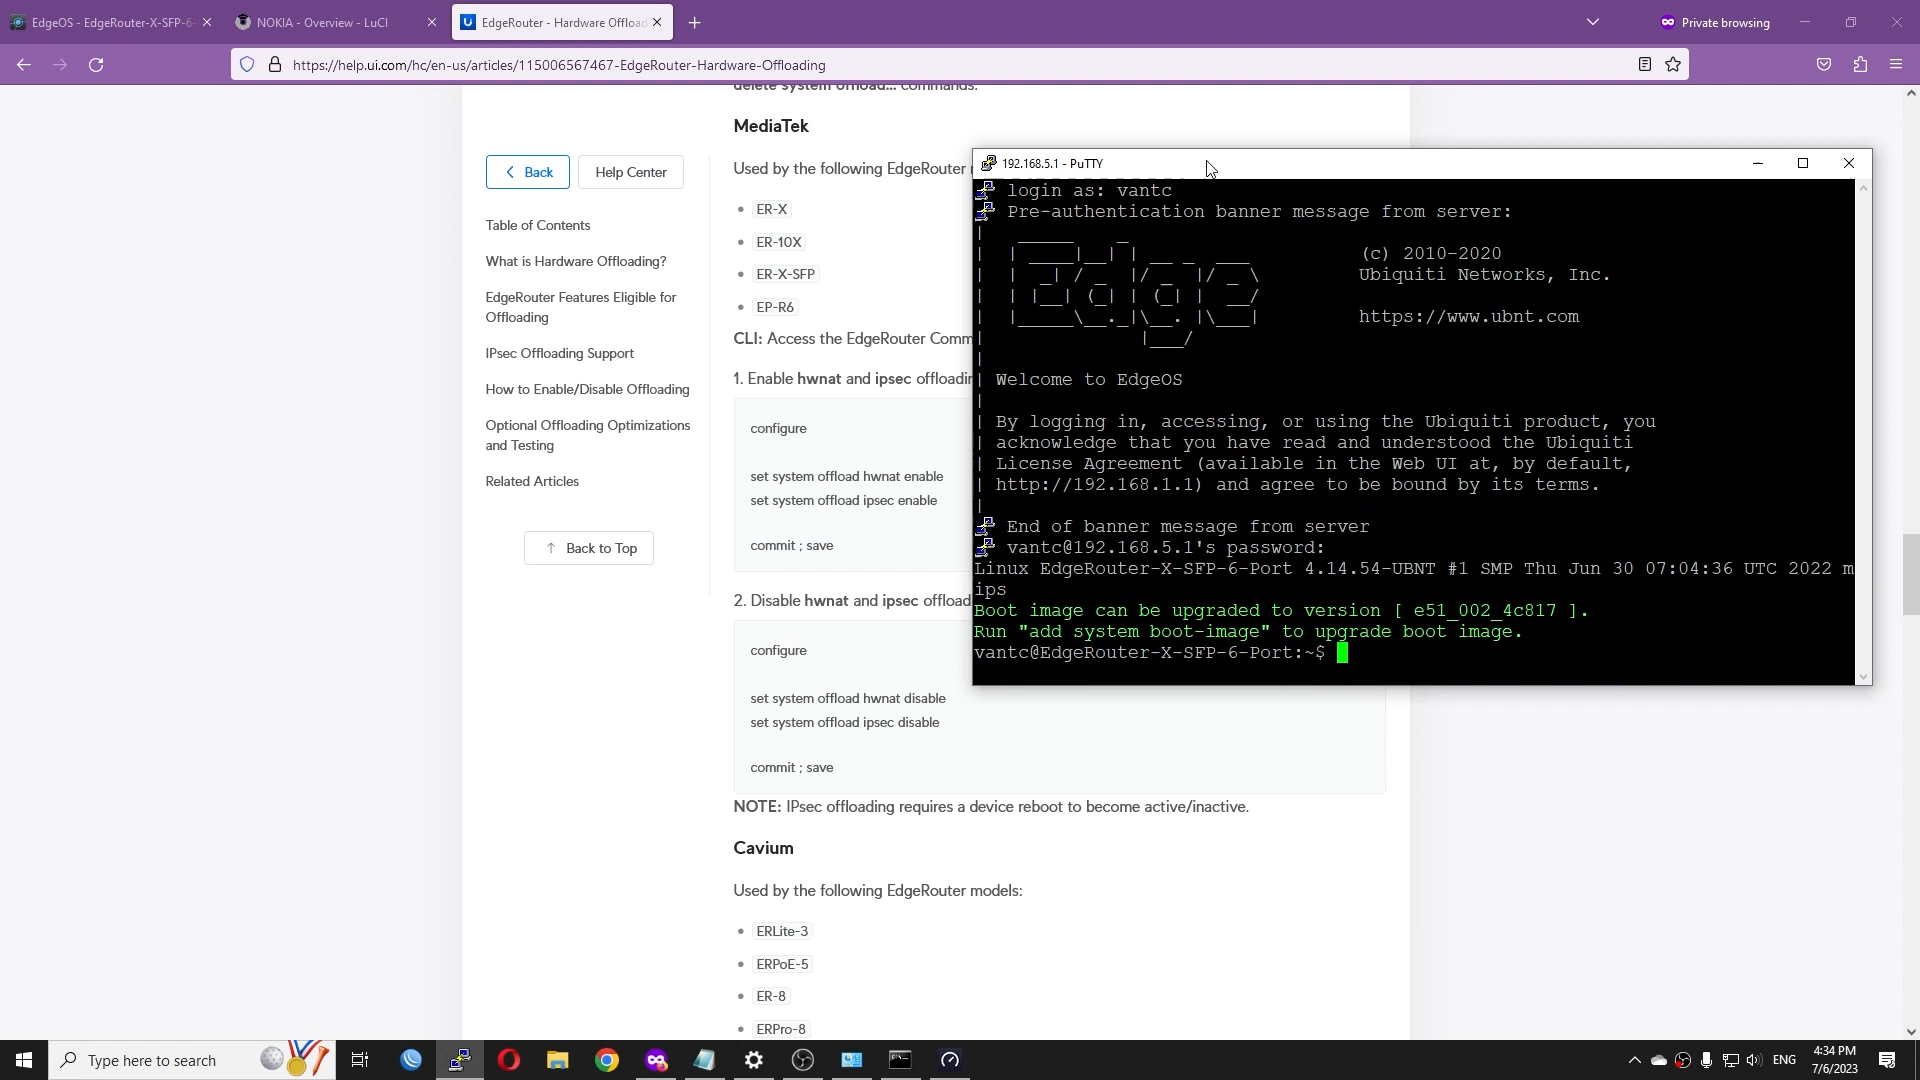 EdgeOS - EdgeRouter-X-SFP-6-
NOKIA - Overview - LuCI
EdgeRouter - Hardware Offload
Private browsing
https://help.ui.com/hc/en-us/articles/115006567467-EdgeRouter-Hardware-Offloading
delete system offload... commands.
MediaTek
Back
Help Center
Used by the following EdgeRouter
Table of Contents
What is Hardware Offloading?
EdgeRouter Features Eligible for
Offloading
IPsec Offloading Support
How to Enable/Disable Offloading
Optional Offloading Optimizations
and Testing
Related Articles
Back to Top
ER-X
ER-10X
ER-X-SFP
EP-R6
CLI: Access the EdgeRouter Comm
1. Enable hwnat and ipsec offloadin
configure
set system offload hwnat enable
set system offload ipsec enable
commit ; save
2. Disable hwnat and ipsec offload
configure
set system offload hwnat disable
set system offload ipsec disable
commit ; save
NOTE: IPsec offloading requires a device reboot to become active/inactive.
Cavium
Used by the following EdgeRouter models:
ERLite-3
ERPoE-5
ER-8
ERPro-8
192.168.5.1 - PuTTY
login as: vantc
Pre-authentication banner message from server:
Edge
(c) 2010-2020
Ubiquiti Networks, Inc.
https://www.ubnt.com
| Welcome to EdgeOS
| By logging in, accessing, or using the Ubiquiti product, you
| acknowledge that you have read and understood the Ubiquiti
| License Agreement (available in the Web UI at, by default,
| http://192.168.1.1) and agree to be bound by its terms.
End of banner message from server
vantc@192.168.5.1's password:
Linux EdgeRouter-X-SFP-6-Port 4.14.54-UBNT #1 SMP Thu Jun 30 07:04:36 UTC 2022 m
ips
Boot image can be upgraded to version [ e51_002_4c817 ].
Run "add system boot-image" to upgrade boot image.
vantc@EdgeRouter-X-SFP-6-Port:~$
Type here to search
ENG
4:34 PM
7/6/2023